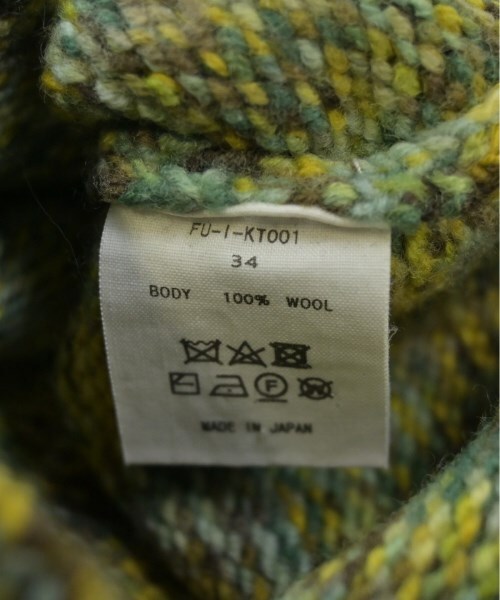 FU-I-KT001
34
BODY 100% WOOL
F W
MADE IN JAPAN